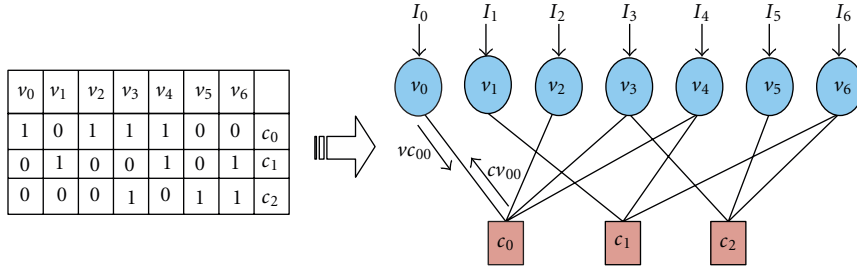 I₀ I₁ I₂ I₃ I₄ I₅ I₆
v₀ v₁ v₂ v₃ v₄ v₅ v₆
v₀ v₁ v₂ v₃ v₄ v₅ v₆
1 0 1 1 1 0 0 c₀
0 1 0 0 1 0 1 c₁
0 0 0 1 0 1 1 c₂
vc₀₀ cv₀₀
c₀ c₁ c₂